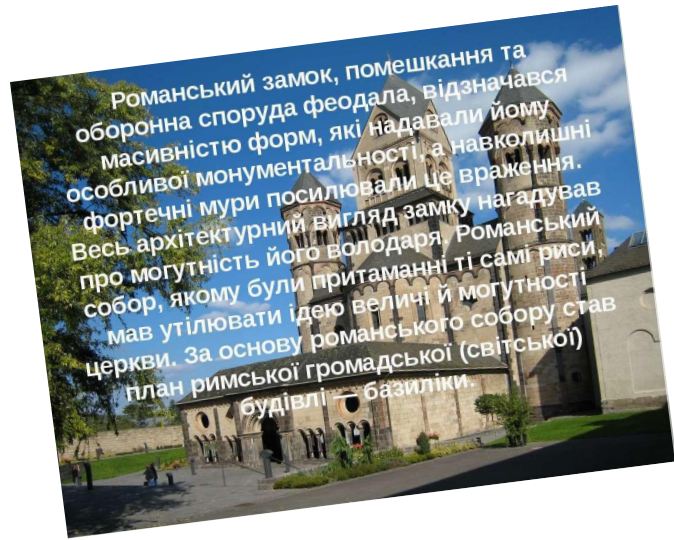 Романський замок, помешкання та
оборонна споруда феодала, відзначався
масивністю форм, які надавали йому
особливої монументальності, а навколишні
фортечні мури посилювали це враження.
Весь архітектурний вигляд замку нагадував
про могутність його володаря. Романський
собор, якому були притаманні ті самі риси,
мав утілювати ідею величі й могутності
церкви. За основу романського собору став
план римської громадської (світської)
будівлі — базиліки.